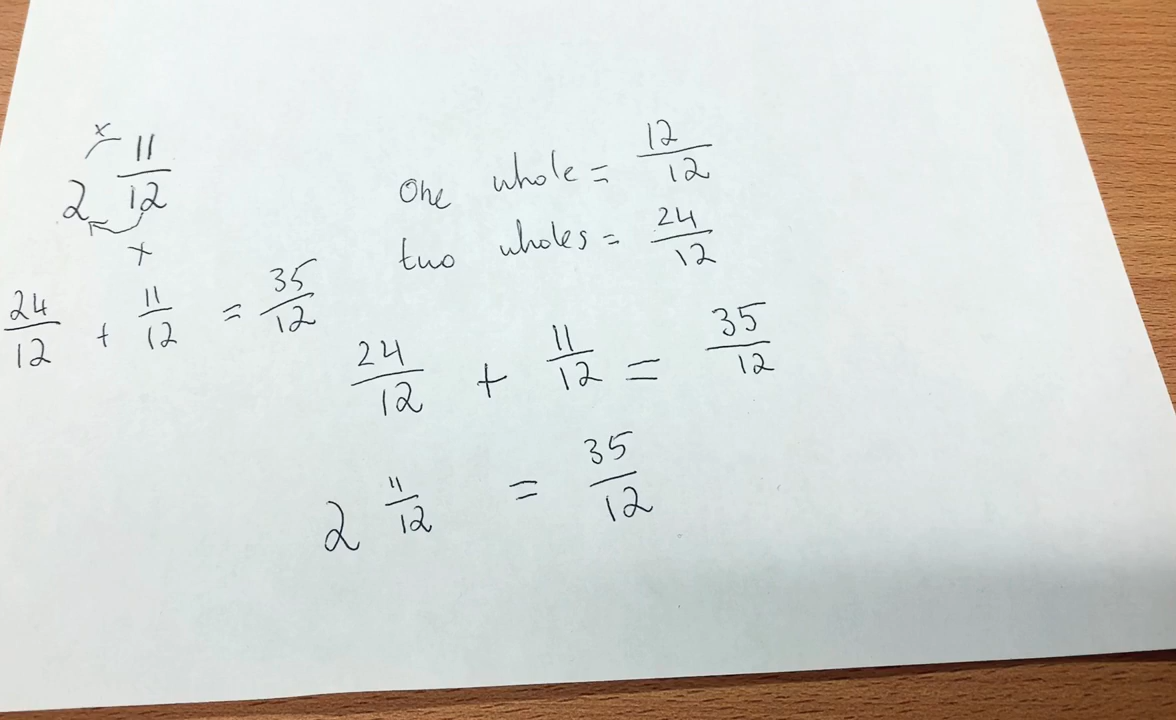 x
2 11/12
x
24/12 + 11/12 = 35/12
One whole = 12/12
two wholes = 24/12
24/12 + 11/12 = 35/12
2 11/12 = 35/12